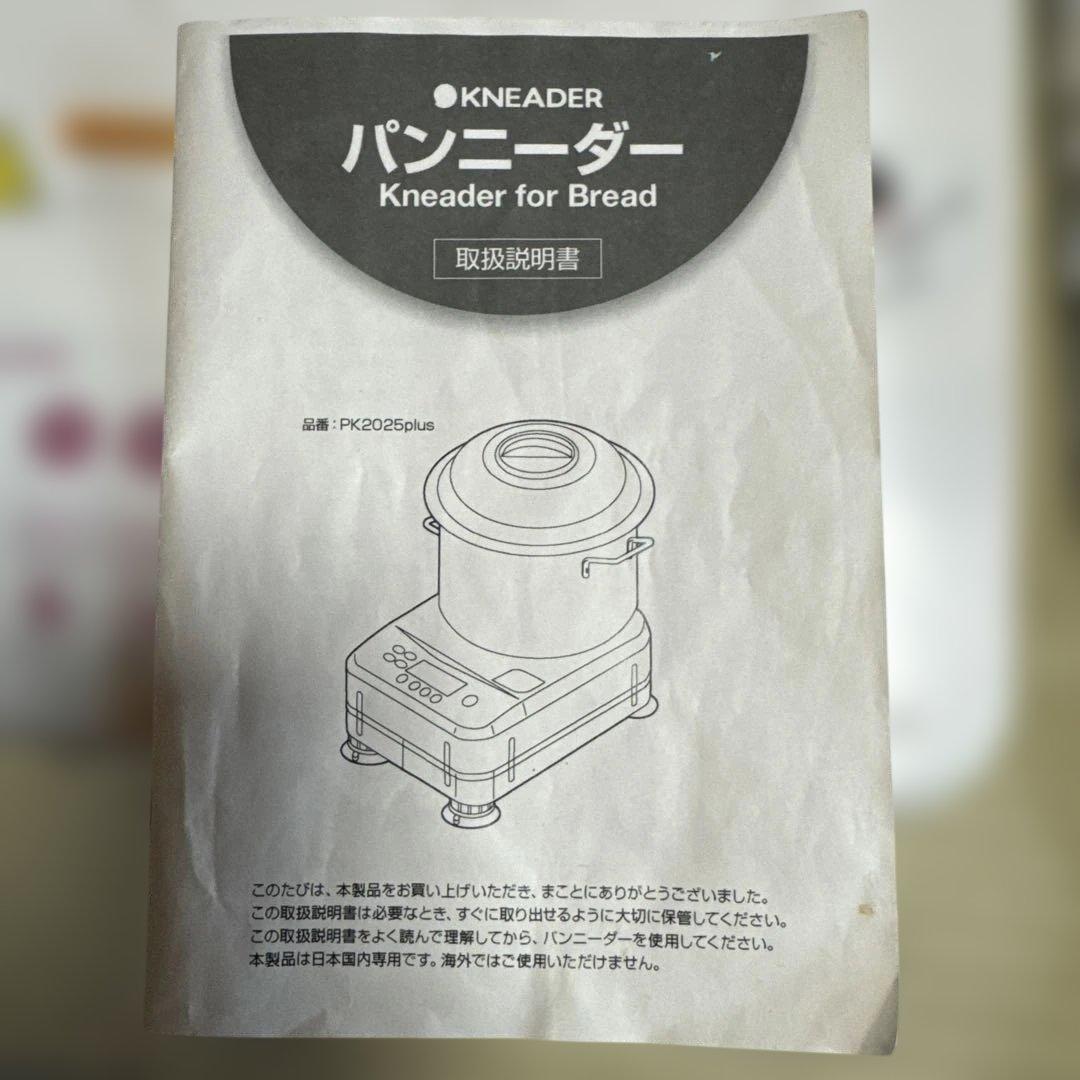 KNEADER
パンニーダー
Kneader for Bread
取扱説明書
品番：PK2025plus
このたびは、本製品をお買い上げいただき、まことにありがとうございました。
この取扱説明書は必要なとき、すぐに取り出せるように大切に保管してください。
この取扱説明書をよく読んで理解してから、パンニーダーを使用してください。
本製品は日本国内専用です。海外ではご使用いただけません。